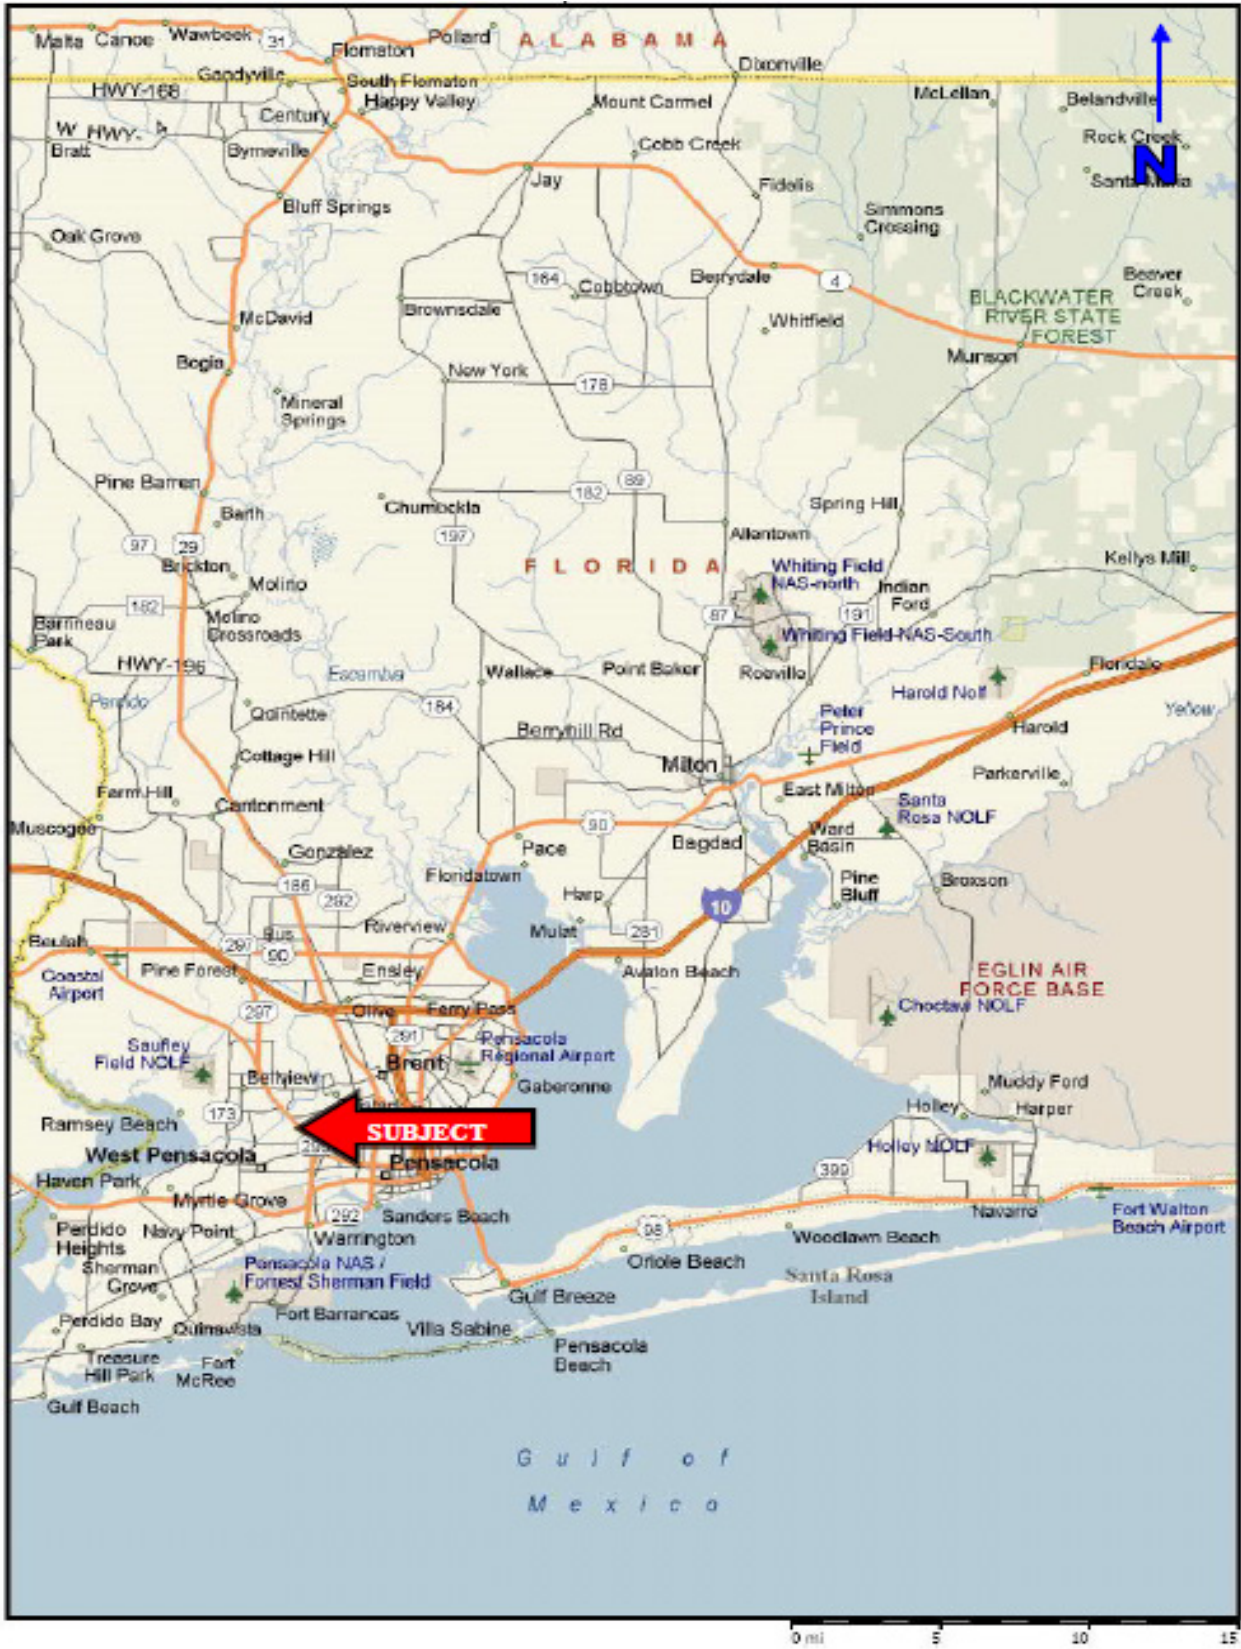 Malta Canoe Wawbeek 31 Pollard ALABAMA
Flomaton
Dixonville
Gandyville South Flomaton
HWY-168 Happy Valley Mount Carmel McLellan Belandville
Century
W HWY- Rock Creek
Bratt Byrneville Cobb Creek N
Jay Fidelis Santa Maria
Bluff Springs Simmons
Crossing
Oak Grove
164 Cobbtown Berrydale 4 Beaver
Creek
Brownsdale BLACKWATER
RIVER STATE
FOREST
McDavid Whitfield
Bogia Munson
New York 178
Mineral
Springs
Pine Barren 182 89
Chumuckla Spring Hill
Barth
197 Allentown
97 29
Brickton FLORIDA Whiting Field
NAS-north
Kellys Mill
Molino Indian
Ford
182 87 191
Barrineau
Park
Molino
Crossroads
Whiting Field-NAS-South
HWY-196 Escambia Wallace Point Baker Roeville Floridale
Harold Nolf
Perdido
Quintette 184 Peter
Prince
Field
Yellow
Berryhill Rd Harold
Cottage Hill Milton
Parkerville
Farm Hill Cantonment East Milton Santa
Rosa NOLF
Muscogee 90
Bagdad Ward
Basin
Gonzalez Pace
Floridatown
186 292 Harp Pine
Bluff
Broxson
10
Riverview Mulat 281
Beulah 297 90
Pine Forest Ensley Avalon Beach EGLIN AIR
FORCE BASE
Coastal
Airport
Choctaw NOLF
297 Olive Ferry Pass
291 Pensacola
Regional Airport
Saufley
Field NOLF
Brent
Bellview Gaberonne Muddy Ford
173 Holley Harper
Ramsey Beach SUBJECT
West Pensacola Holley NOLF
Pensacola 399
Haven Park
Myrtle Grove
292 Sanders Beach Navarre Fort Walton
Beach Airport
Perdido
Heights
Navy Point Warrington 98 Woodlawn Beach
Sherman
Grove
Pensacola NAS /
Forrest Sherman Field
Oriole Beach
Santa Rosa
Island
Gulf Breeze
Fort Barrancas
Perdido Bay Quinavista Villa Sabine
Pensacola
Beach
Treasure
Hill Park
Fort
McRee
Gulf Beach
Gulf of
Mexico
0 mi 5 10 15